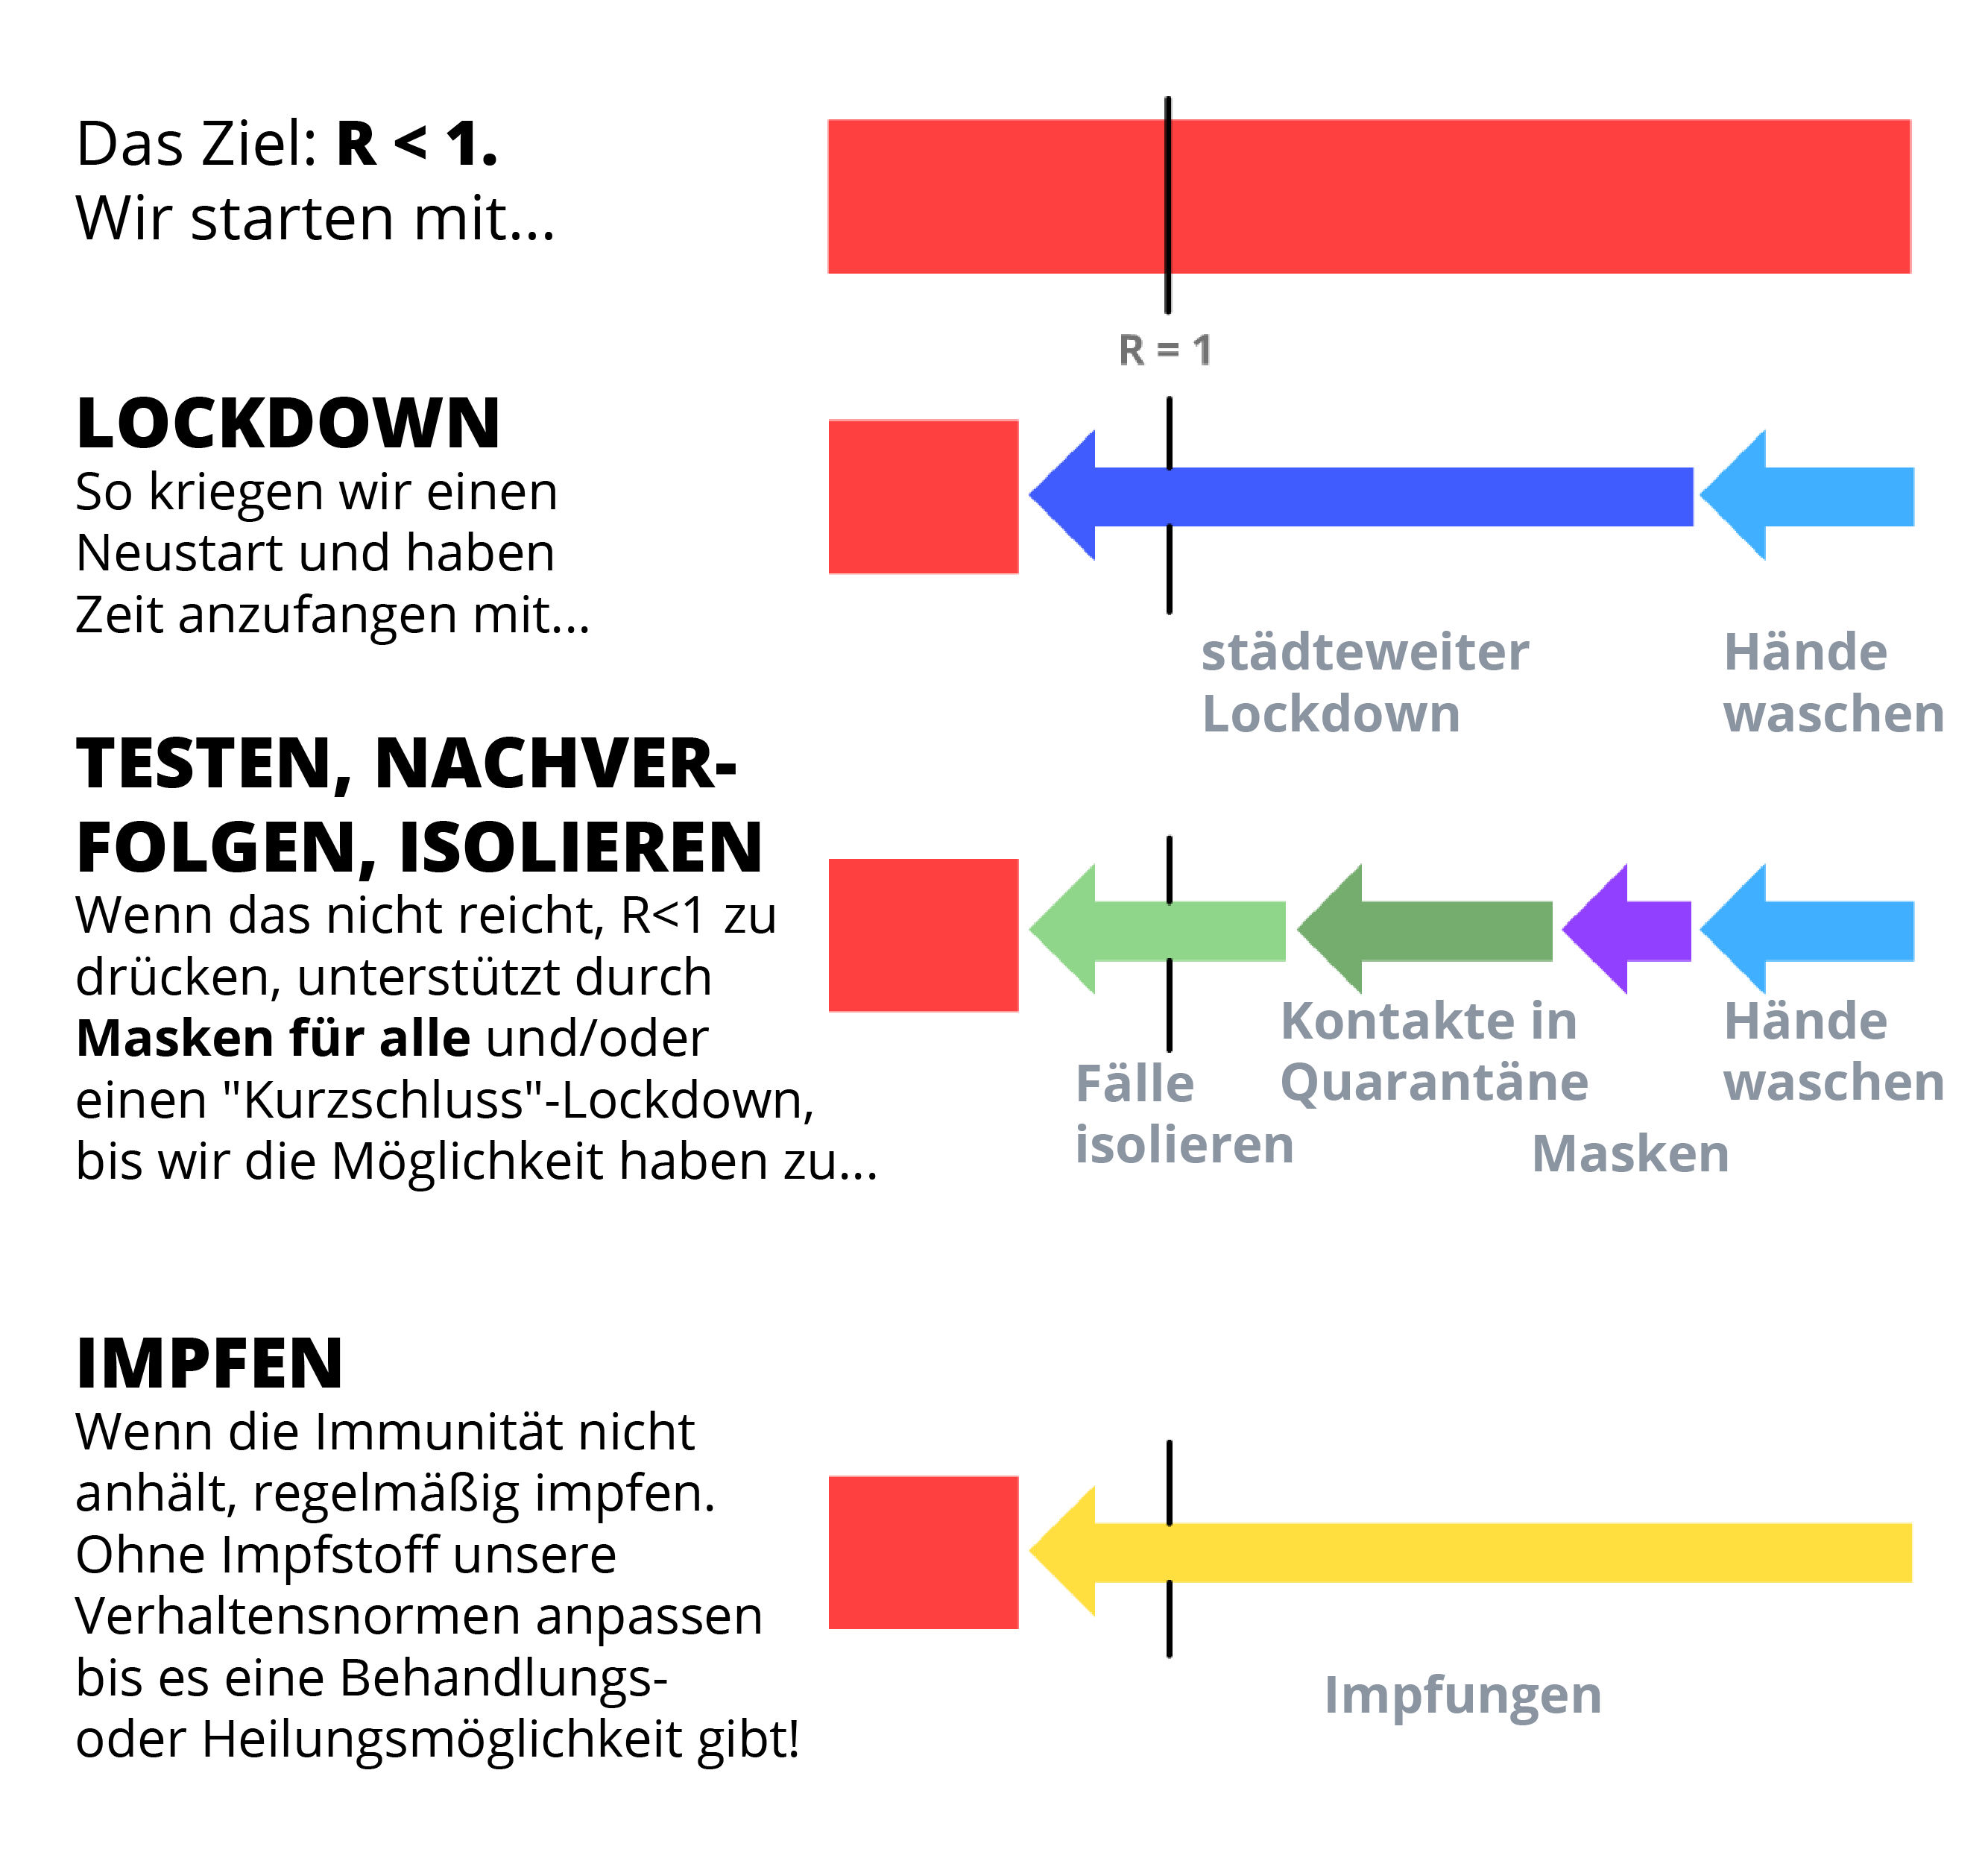 Das Ziel: R < 1.
Wir starten mit...
R = 1
LOCKDOWN
So kriegen wir einen
Neustart und haben
Zeit anzufangen mit...
städteweiter
Lockdown
Hände
waschen
TESTEN, NACHVER-
FOLGEN, ISOLIEREN
Wenn das nicht reicht, R<1 zu
drücken, unterstützt durch
Masken für alle und/oder
einen "Kurzschluss"-Lockdown,
bis wir die Möglichkeit haben zu...
Fälle
isolieren
Kontakte in
Quarantäne
Masken
Hände
waschen
IMPFEN
Wenn die Immunität nicht
anhält, regelmäßig impfen.
Ohne Impfstoff unsere
Verhaltensnormen anpassen
bis es eine Behandlungs-
oder Heilungsmöglichkeit gibt!
Impfungen